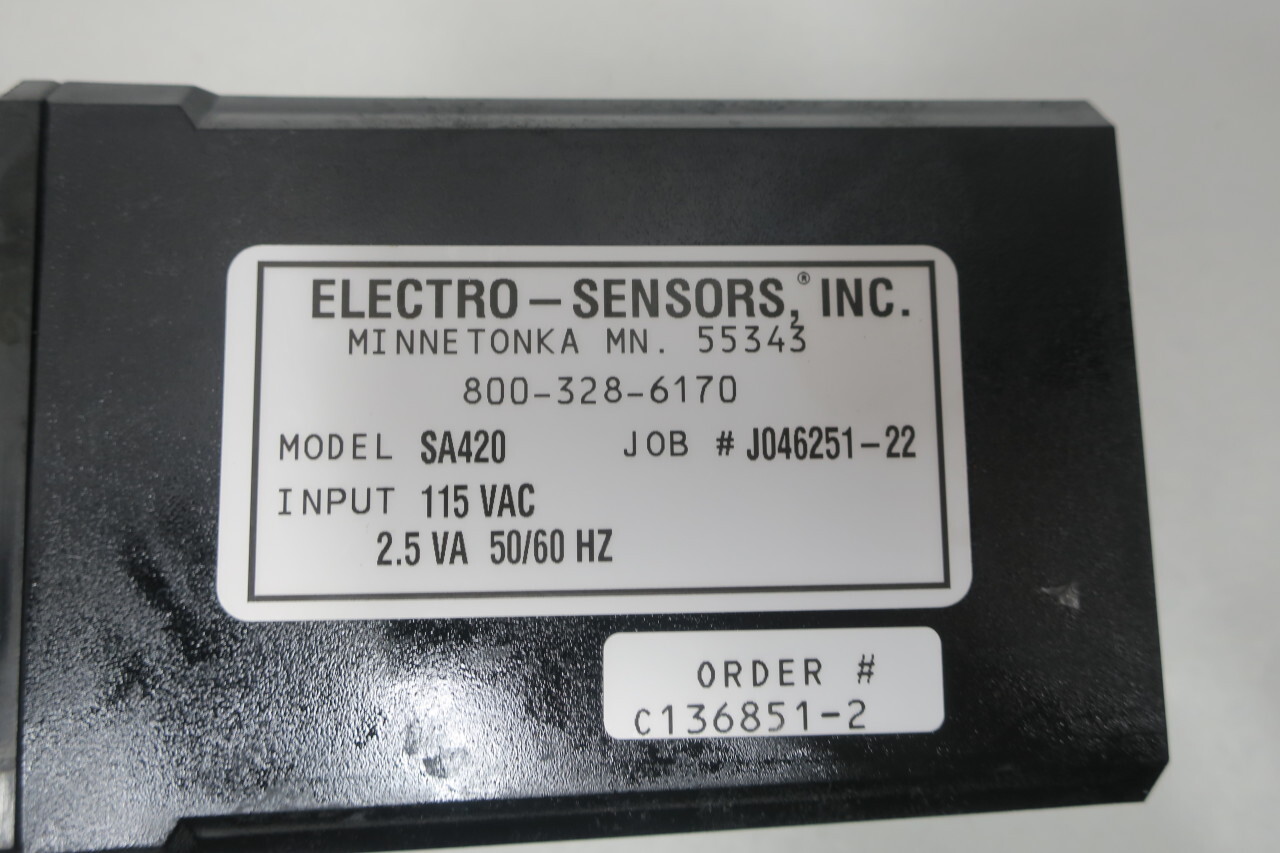 ELECTRO-SENSORS,® INC.
MINNETONKA MN. 55343
800-328-6170
MODEL SA420 JOB # J046251-22
INPUT 115 VAC
2.5 VA 50/60 HZ
ORDER #
C136851-2